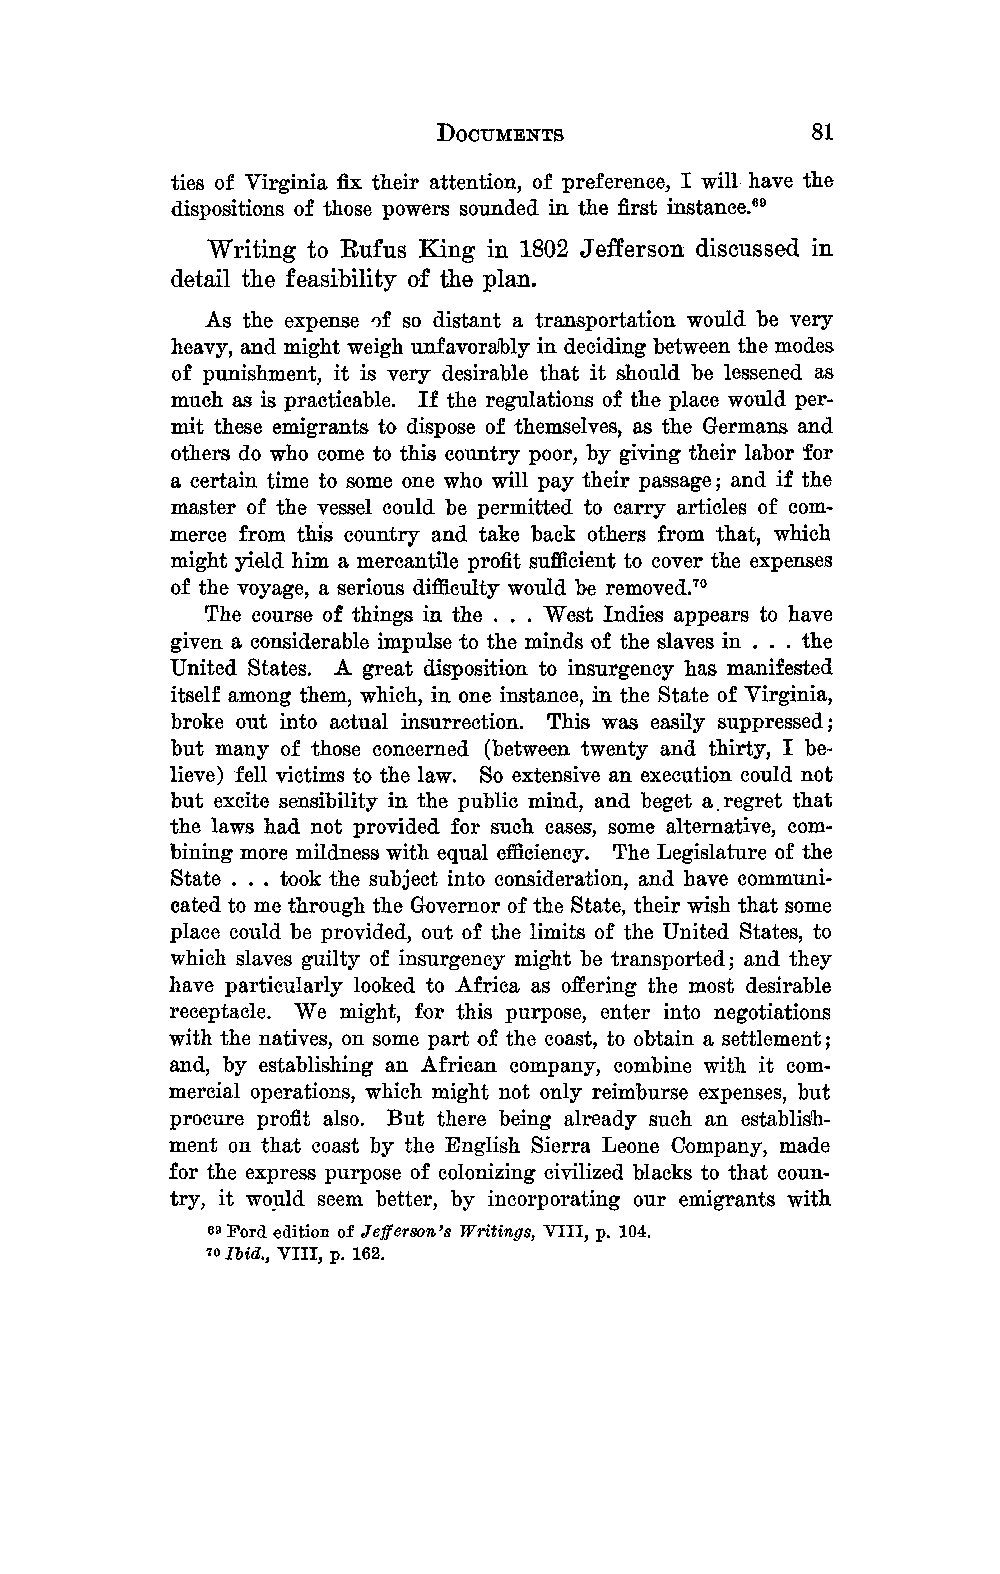 DOCUMENTS 81
ties of Virginia fix their attention, of preference, I will have the
dispositions of those powers sounded in the first instance.⁶⁹
Writing to Rufus King in 1802 Jefferson discussed in
detail the feasibility of the plan.
As the expense of so distant a transportation would be very
heavy, and might weigh unfavorably in deciding between the modes
of punishment, it is very desirable that it should be lessened as
much as is practicable. If the regulations of the place would per-
mit these emigrants to dispose of themselves, as the Germans and
others do who come to this country poor, by giving their labor for
a certain time to some one who will pay their passage; and if the
master of the vessel could be permitted to carry articles of com-
merce from this country and take back others from that, which
might yield him a mercantile profit sufficient to cover the expenses
of the voyage, a serious difficulty would be removed.⁷⁰
The course of things in the . . . West Indies appears to have
given a considerable impulse to the minds of the slaves in . . . the
United States. A great disposition to insurgency has manifested
itself among them, which, in one instance, in the State of Virginia,
broke out into actual insurrection. This was easily suppressed;
but many of those concerned (between twenty and thirty, I be-
lieve) fell victims to the law. So extensive an execution could not
but excite sensibility in the public mind, and beget a regret that
the laws had not provided for such cases, some alternative, com-
bining more mildness with equal efficiency. The Legislature of the
State . . . took the subject into consideration, and have communi-
cated to me through the Governor of the State, their wish that some
place could be provided, out of the limits of the United States, to
which slaves guilty of insurgency might be transported; and they
have particularly looked to Africa as offering the most desirable
receptacle. We might, for this purpose, enter into negotiations
with the natives, on some part of the coast, to obtain a settlement;
and, by establishing an African company, combine with it com-
mercial operations, which might not only reimburse expenses, but
procure profit also. But there being already such an establish-
ment on that coast by the English Sierra Leone Company, made
for the express purpose of colonizing civilized blacks to that coun-
try, it would seem better, by incorporating our emigrants with
⁶⁹ Ford edition of Jefferson's Writings, VIII, p. 104.
⁷⁰ Ibid., VIII, p. 162.